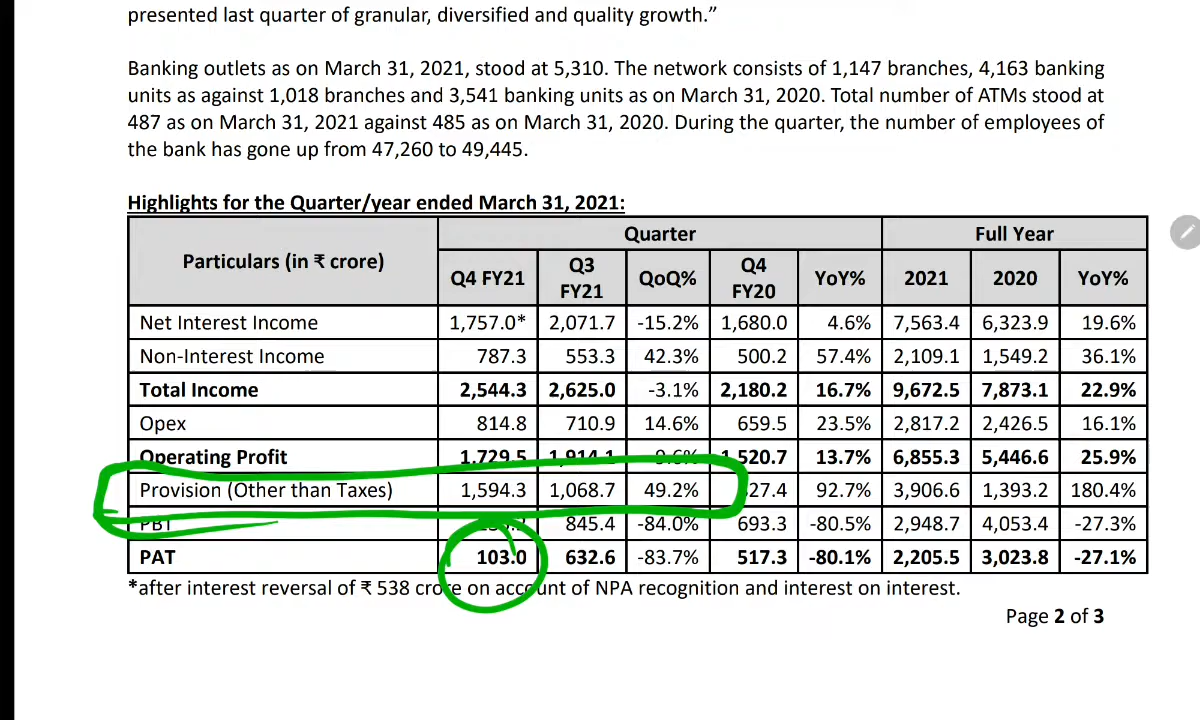 presented last quarter of granular, diversified and quality growth.”
Banking outlets as on March 31, 2021, stood at 5,310. The network consists of 1,147 branches, 4,163 banking
units as against 1,018 branches and 3,541 banking units as on March 31, 2020. Total number of ATMs stood at
487 as on March 31, 2021 against 485 as on March 31, 2020. During the quarter, the number of employees of
the bank has gone up from 47,260 to 49,445.
Highlights for the Quarter/year ended March 31, 2021:
Particulars (in ₹ crore) Quarter Full Year
Q4 FY21 Q3 FY21 QoQ% Q4 FY20 YoY% 2021 2020 YoY%
Net Interest Income 1,757.0* 2,071.7 -15.2% 1,680.0 4.6% 7,563.4 6,323.9 19.6%
Non-Interest Income 787.3 553.3 42.3% 500.2 57.4% 2,109.1 1,549.2 36.1%
Total Income 2,544.3 2,625.0 -3.1% 2,180.2 16.7% 9,672.5 7,873.1 22.9%
Opex 814.8 710.9 14.6% 659.5 23.5% 2,817.2 2,426.5 16.1%
Operating Profit 1,729.5 1,914.1 520.7 13.7% 6,855.3 5,446.6 25.9%
Provision (Other than Taxes) 1,594.3 1,068.7 49.2% 27.4 92.7% 3,906.6 1,393.2 180.4%
PBT 845.4 -84.0% 693.3 -80.5% 2,948.7 4,053.4 -27.3%
PAT 103.0 632.6 -83.7% 517.3 -80.1% 2,205.5 3,023.8 -27.1%
*after interest reversal of ₹ 538 crore on account of NPA recognition and interest on interest.
Page 2 of 3